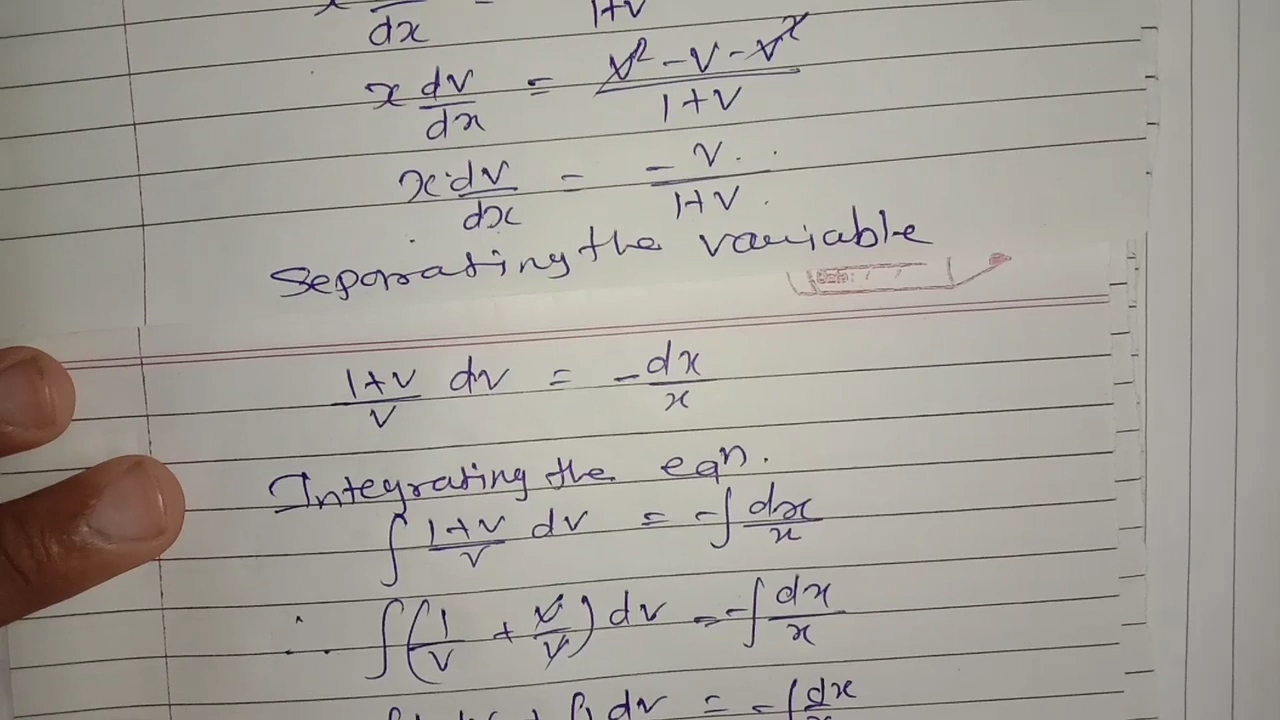 x dv/dx = v² - v - v²/1+v
x·dv/dx = -v/1+v
Separating the variable
1+v/v dv = -dx/x
Integrating the eqⁿ.
∫ 1+v/v dv = -∫ dx/x
∴ ∫(1/v + v/v) dv = -∫ dx/x